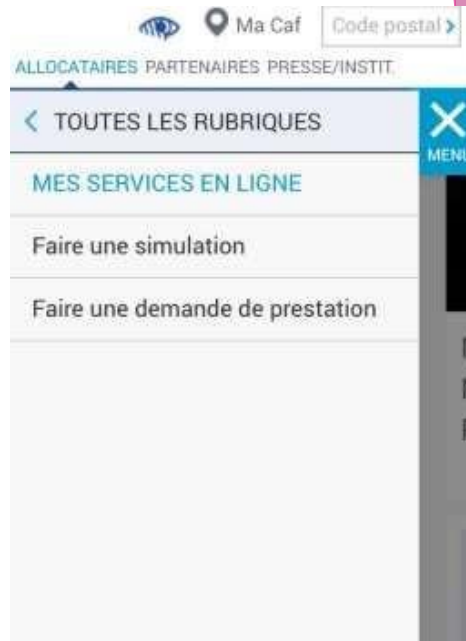 Ma Caf
Code postal
ALLOCATAIRES PARTENAIRES PRESSE/INSTIT.
TOUTES LES RUBRIQUES
MENU
MES SERVICES EN LIGNE
Faire une simulation
Faire une demande de prestation